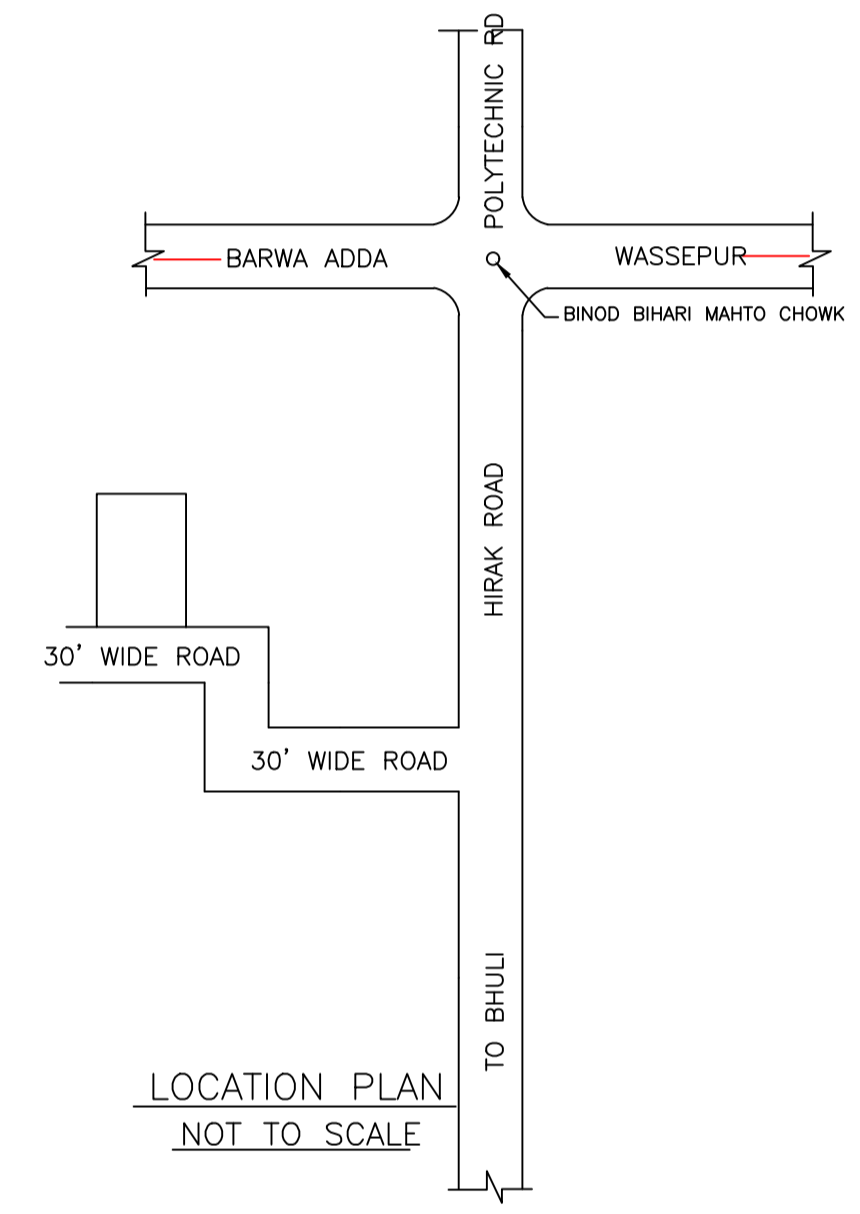 POLYTECHNIC RD
BARWA ADDA
WASSEPUR
BINOD BIHARI MAHTO CHOWK
HIRAK ROAD
30' WIDE ROAD
30' WIDE ROAD
TO BHULI
LOCATION PLAN
NOT TO SCALE